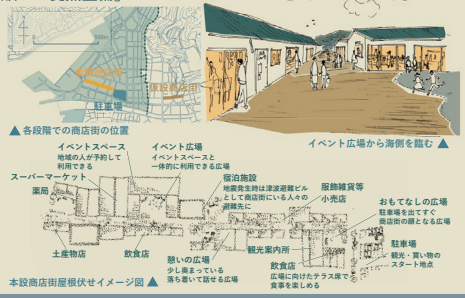 駐車場
仮設商店街
▲各段階での商店街の位置
イベント広場から海側を臨む▲
イベントスペース
地域の人が予約して
利用できる
イベント広場
イベントスペースと
一体的に利用できる広場
スーパーマーケット
薬局
宿泊施設
地震発生時は津波避難ビル
として商店街にいる人々の
避難先に
服飾雑貨等
小売店
おもてなしの広場
駐車場を出てすぐ
商店街の顔となる広場
土産物店
飲食店
憩いの広場
少し奥まっている
落ち着いて話せる広場
観光案内所
飲食店
広場に向けたテラス席で
食事を楽しめる
駐車場
観光・買い物の
スタート地点
本設商店街屋根伏せイメージ図▲